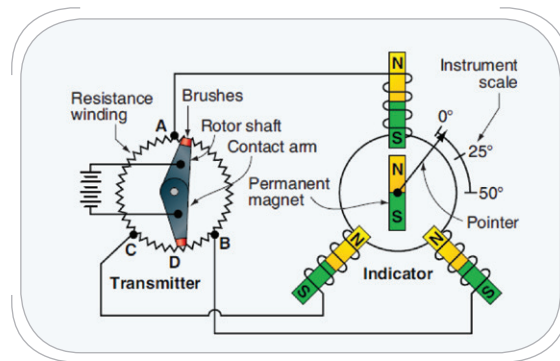 Resistance
winding
A
Brushes
Rotor shaft
Contact arm
Permanent
magnet
C
D
B
Transmitter
N
S
N
S
N
S
N
S
Instrument
scale
0°
25°
50°
Pointer
Indicator